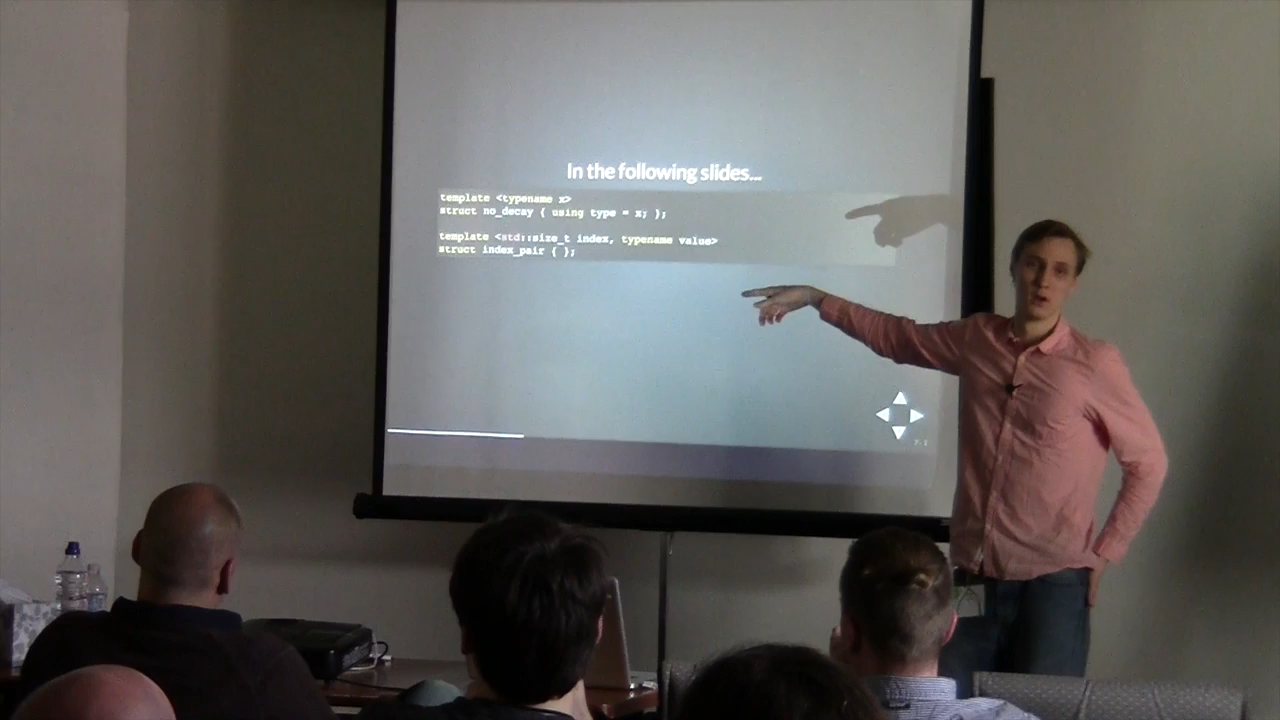 In the following slides...
template <typename x>
struct no_decay { using type = x; };
template <std::size_t index, typename value>
struct index_pair { };